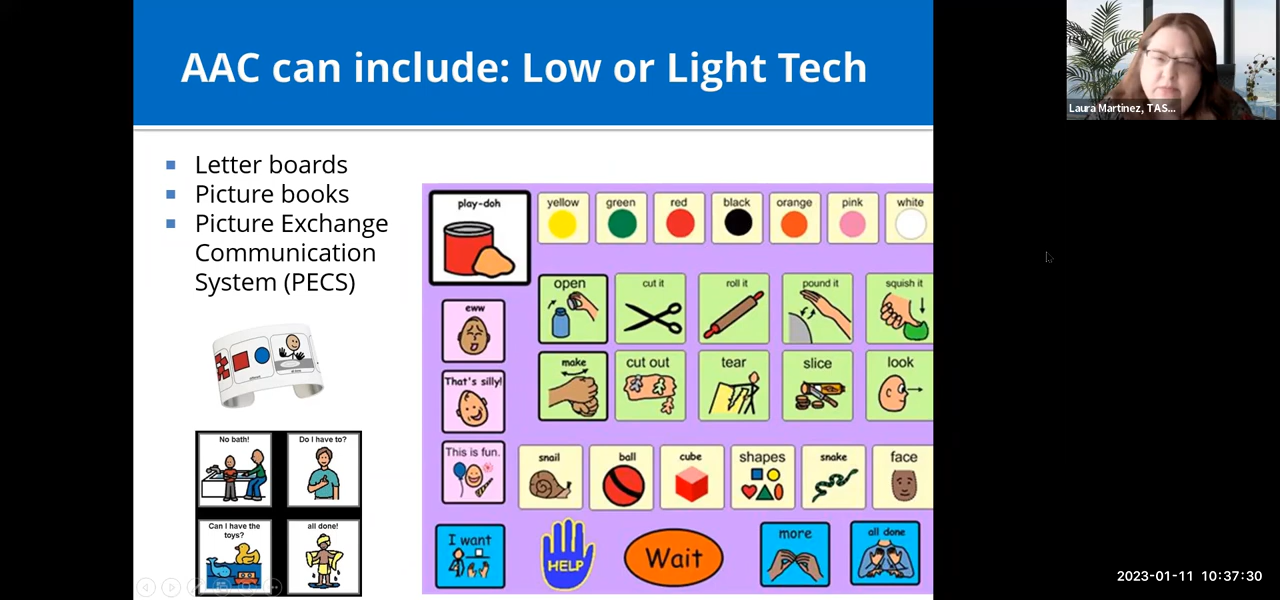 AAC can include: Low or Light Tech
Laura Martinez, TAS...
Letter boards
Picture books
Picture Exchange
Communication
System (PECS)
play-doh
yellow
green
red
black
orange
pink
white
eww
open
cut it
roll it
pound it
squish it
That's silly!
make
cut out
tear
slice
look
This is fun.
snail
ball
cube
shapes
snake
face
I want
HELP
Wait
more
all done
No bath!
Do I have to?
Can I have the
toys?
all done!
2023-01-11 10:37:30